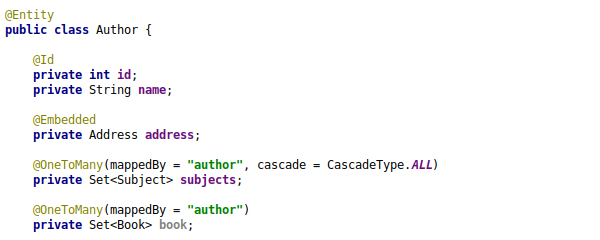 @Entity
public class Author {
@Id
private int id;
private String name;
@Embedded
private Address address;
@OneToMany(mappedBy = "author", cascade = CascadeType.ALL)
private Set<Subject> subjects;
@OneToMany(mappedBy = "author")
private Set<Book> book;